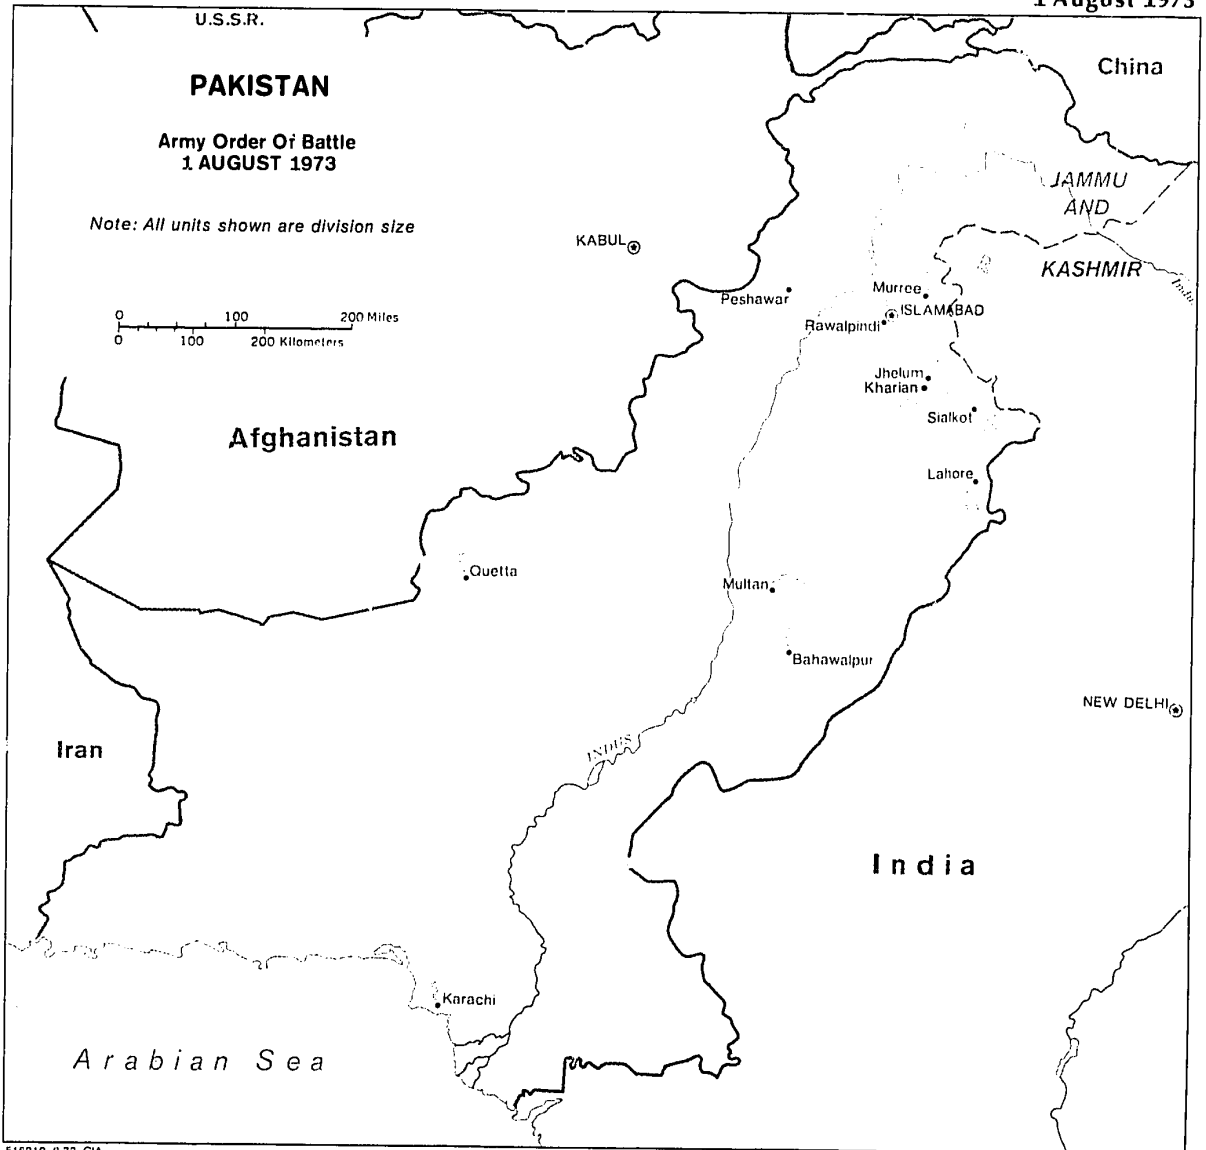 1 August 1973
U.S.S.R.
China
PAKISTAN
Army Order Of Battle
1 AUGUST 1973
JAMMU
AND
KASHMIR
Note: All units shown are division size
KABUL
Peshawar
Murree
ISLAMABAD
Rawalpindi
0 100 200 Miles
0 100 200 Kilometers
Jhelum
Kharian
Sialkot
Afghanistan
Lahore
Quetta
Multan
Bahawalpur
NEW DELHI
INDUS
Iran
India
Karachi
Arabian Sea